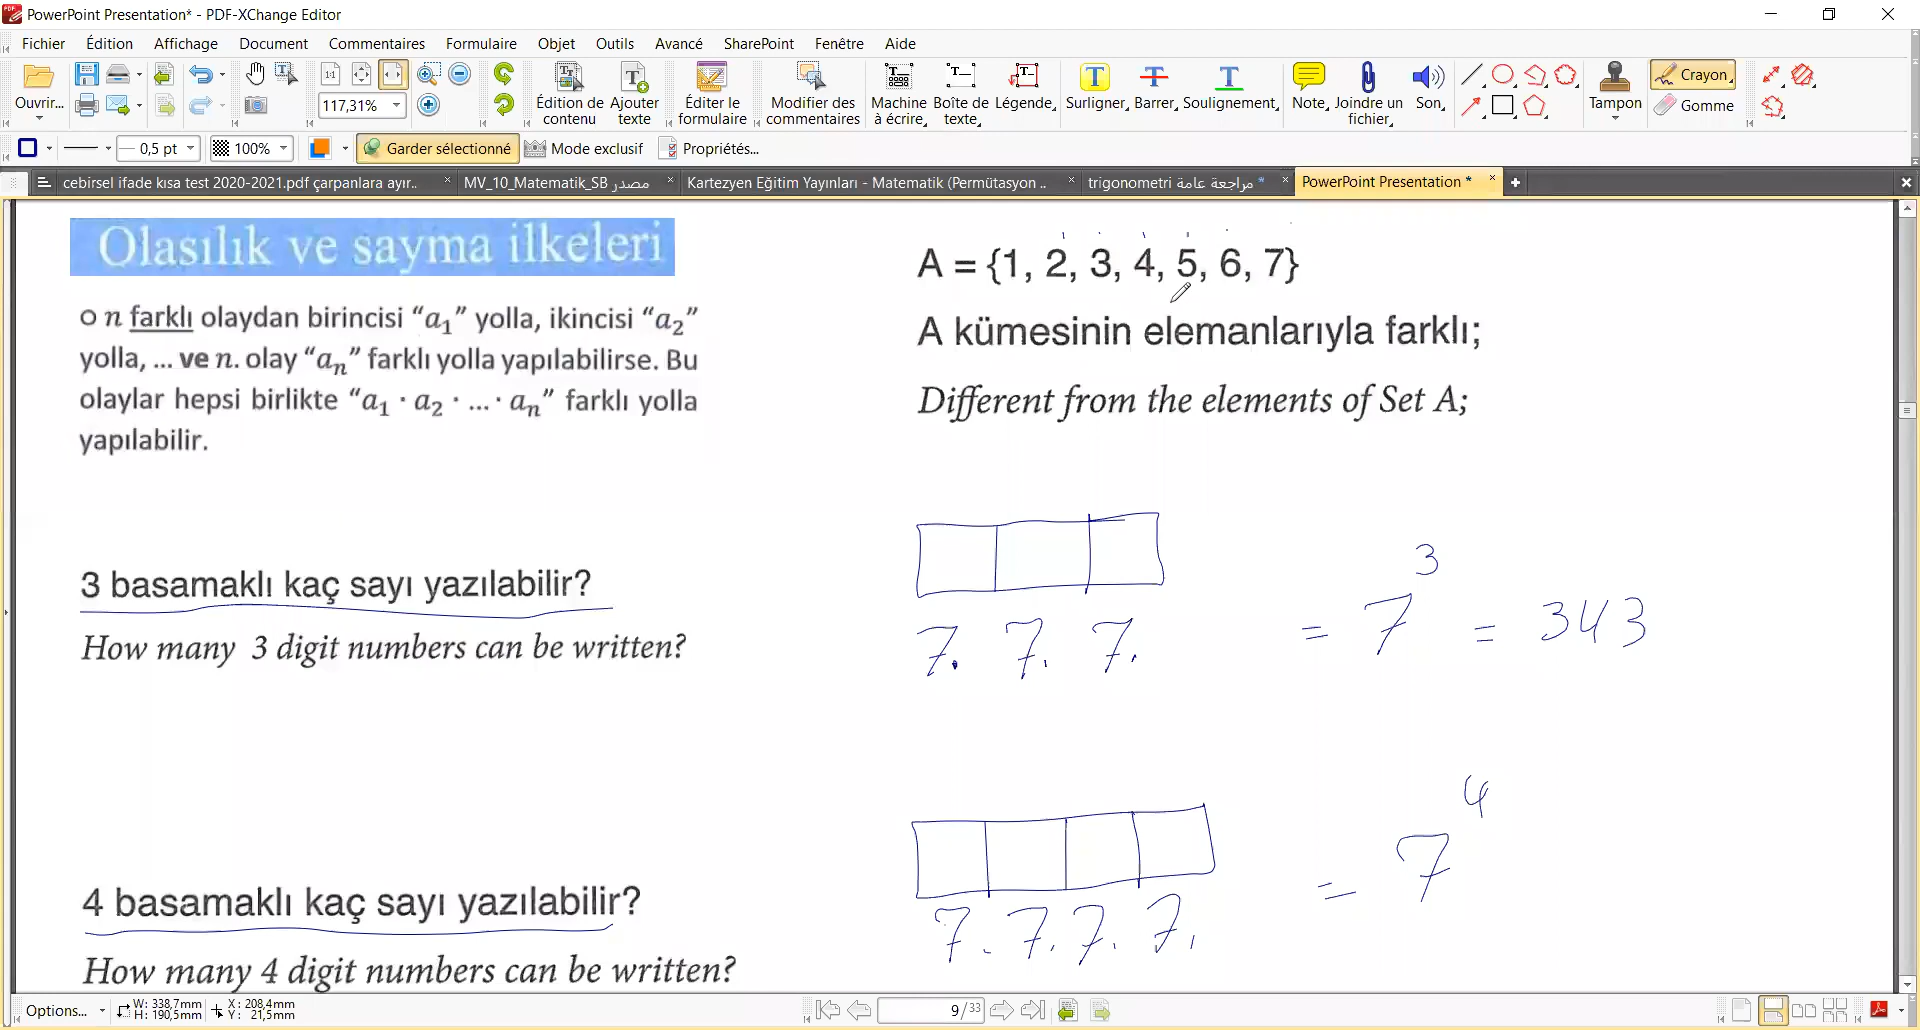 PowerPoint Presentation* - PDF-XChange Editor
Fichier Édition Affichage Document Commentaires Formulaire Objet Outils Avancé SharePoint Fenêtre Aide
Ouvrir...
117,31%
Édition de contenu
Ajouter texte
Éditer le formulaire
Modifier des commentaires
Machine à écrire
Boîte de texte
Légende
Surligner
Barrer
Soulignement
Note
Joindre un fichier
Son
Tampon
Crayon
Gomme
0,5 pt 100% Garder sélectionné Mode exclusif Propriétés...
cebirsel ifade kısa test 2020-2021.pdf çarpanlara ayır.. × MV_10_Matematik_SB مصدر × Kartezyen Eğitim Yayınları - Matematik (Permütasyon .. × trigonometri مراجعة عامة * × PowerPoint Presentation * ×
Olasılık ve sayma ilkeleri
○ n farklı olaydan birincisi “a₁” yolla, ikincisi “a₂”
yolla, ... ve n. olay “aₙ” farklı yolla yapılabilirse. Bu
olaylar hepsi birlikte “a₁ · a₂ · ... · aₙ” farklı yolla
yapılabilir.
A = {1, 2, 3, 4, 5, 6, 7}
A kümesinin elemanlarıyla farklı;
Different from the elements of Set A;
3 basamaklı kaç sayı yazılabilir?
How many 3 digit numbers can be written?
7. 7. 7. = 7³ = 343
4 basamaklı kaç sayı yazılabilir?
How many 4 digit numbers can be written?
7. 7. 7. 7. = 7⁴
Options... W: 338,7mm H: 190,5mm X: 208,4mm Y: 21,5mm
9/33